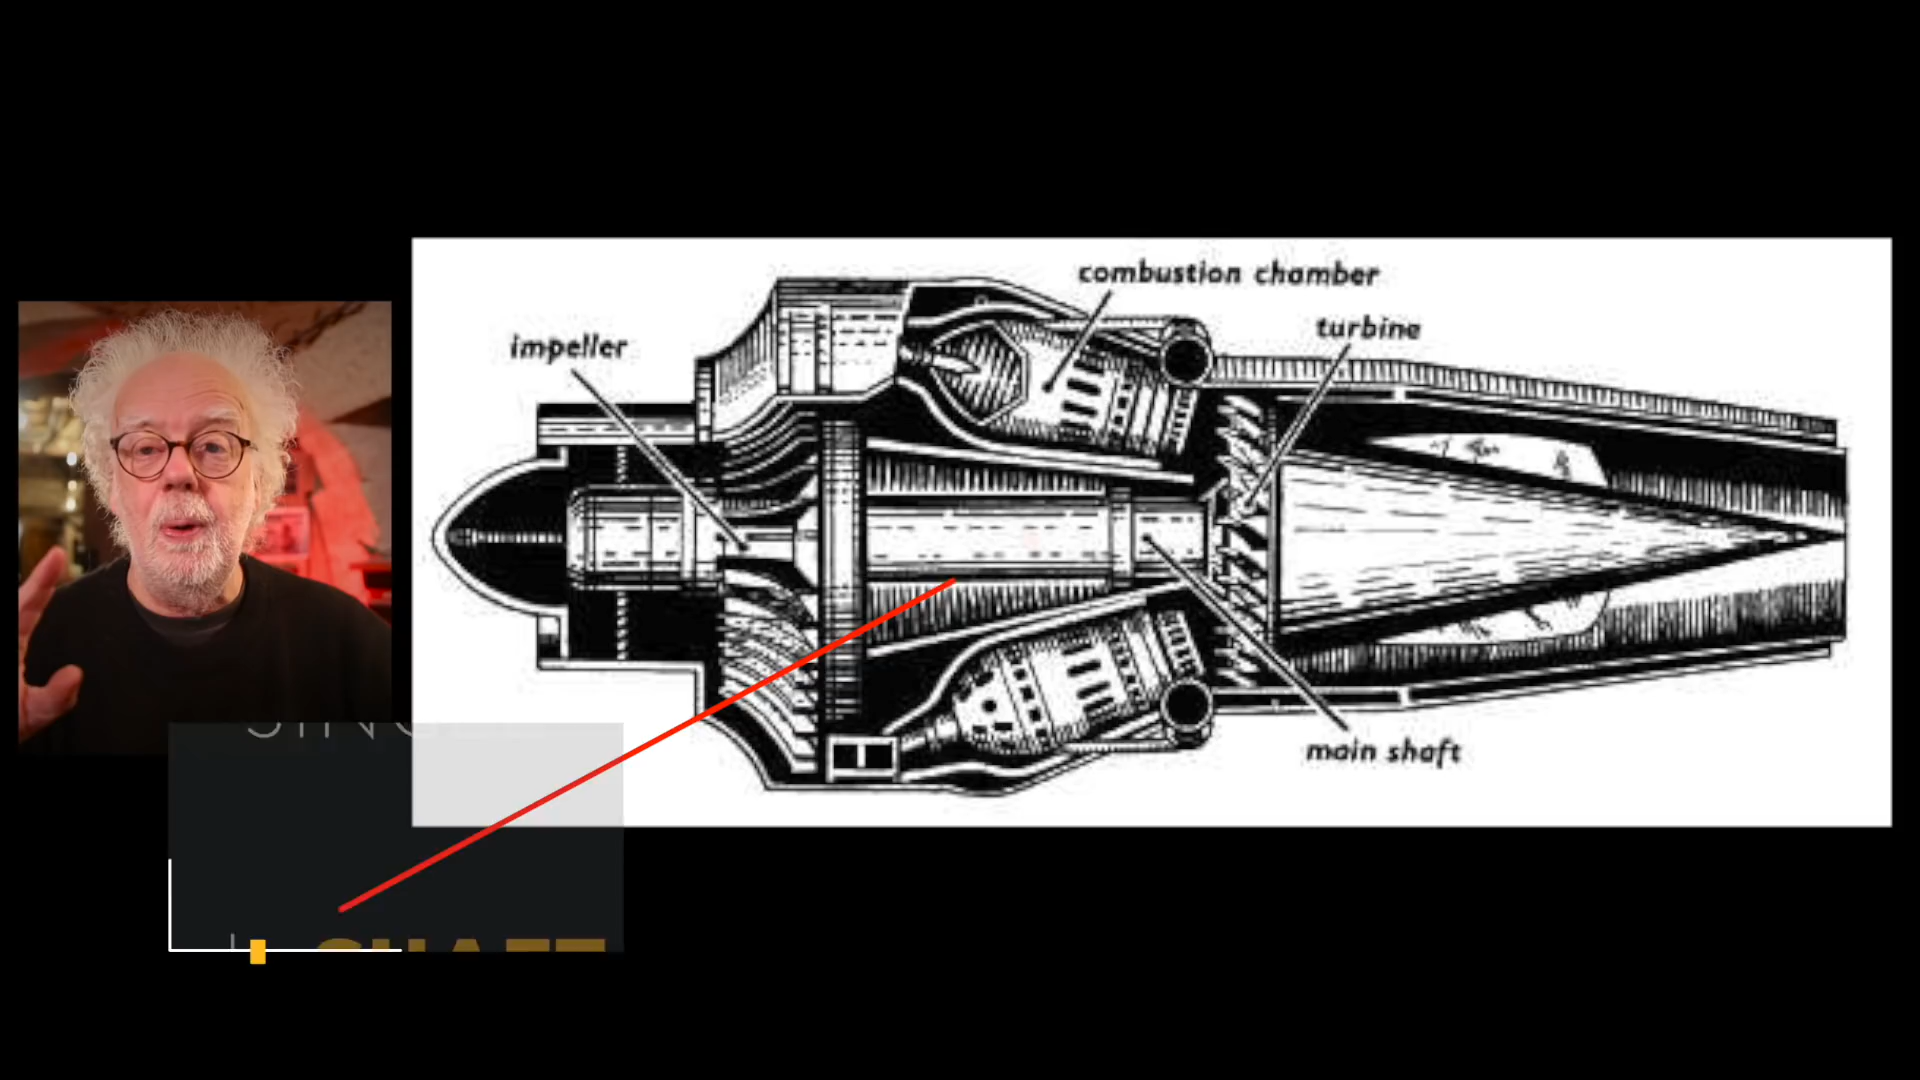 combustion chamber
turbine
impeller
main shaft